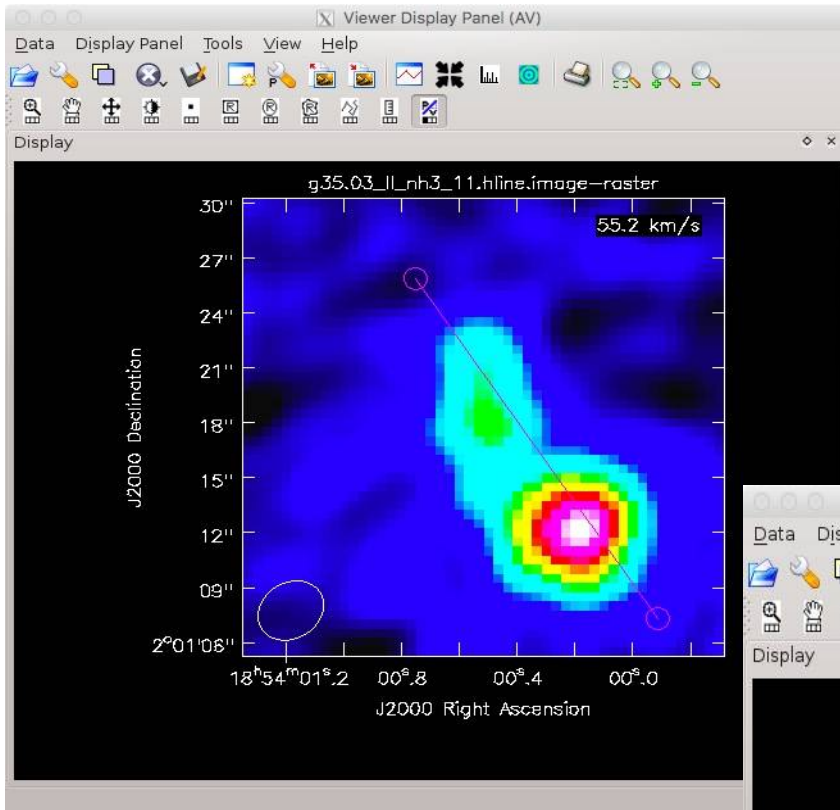 Viewer Display Panel (AV)
Data Display Panel Tools View Help
Display
g35.03_II_nh3_11.hline.image-raster
55.2 km/s
30"
27"
24"
21"
18"
15"
12"
09"
2°01'06"
J2000 Declination
18h54m01s.2 00s.8 00s.4 00s.0
J2000 Right Ascension
Data Dis
Display